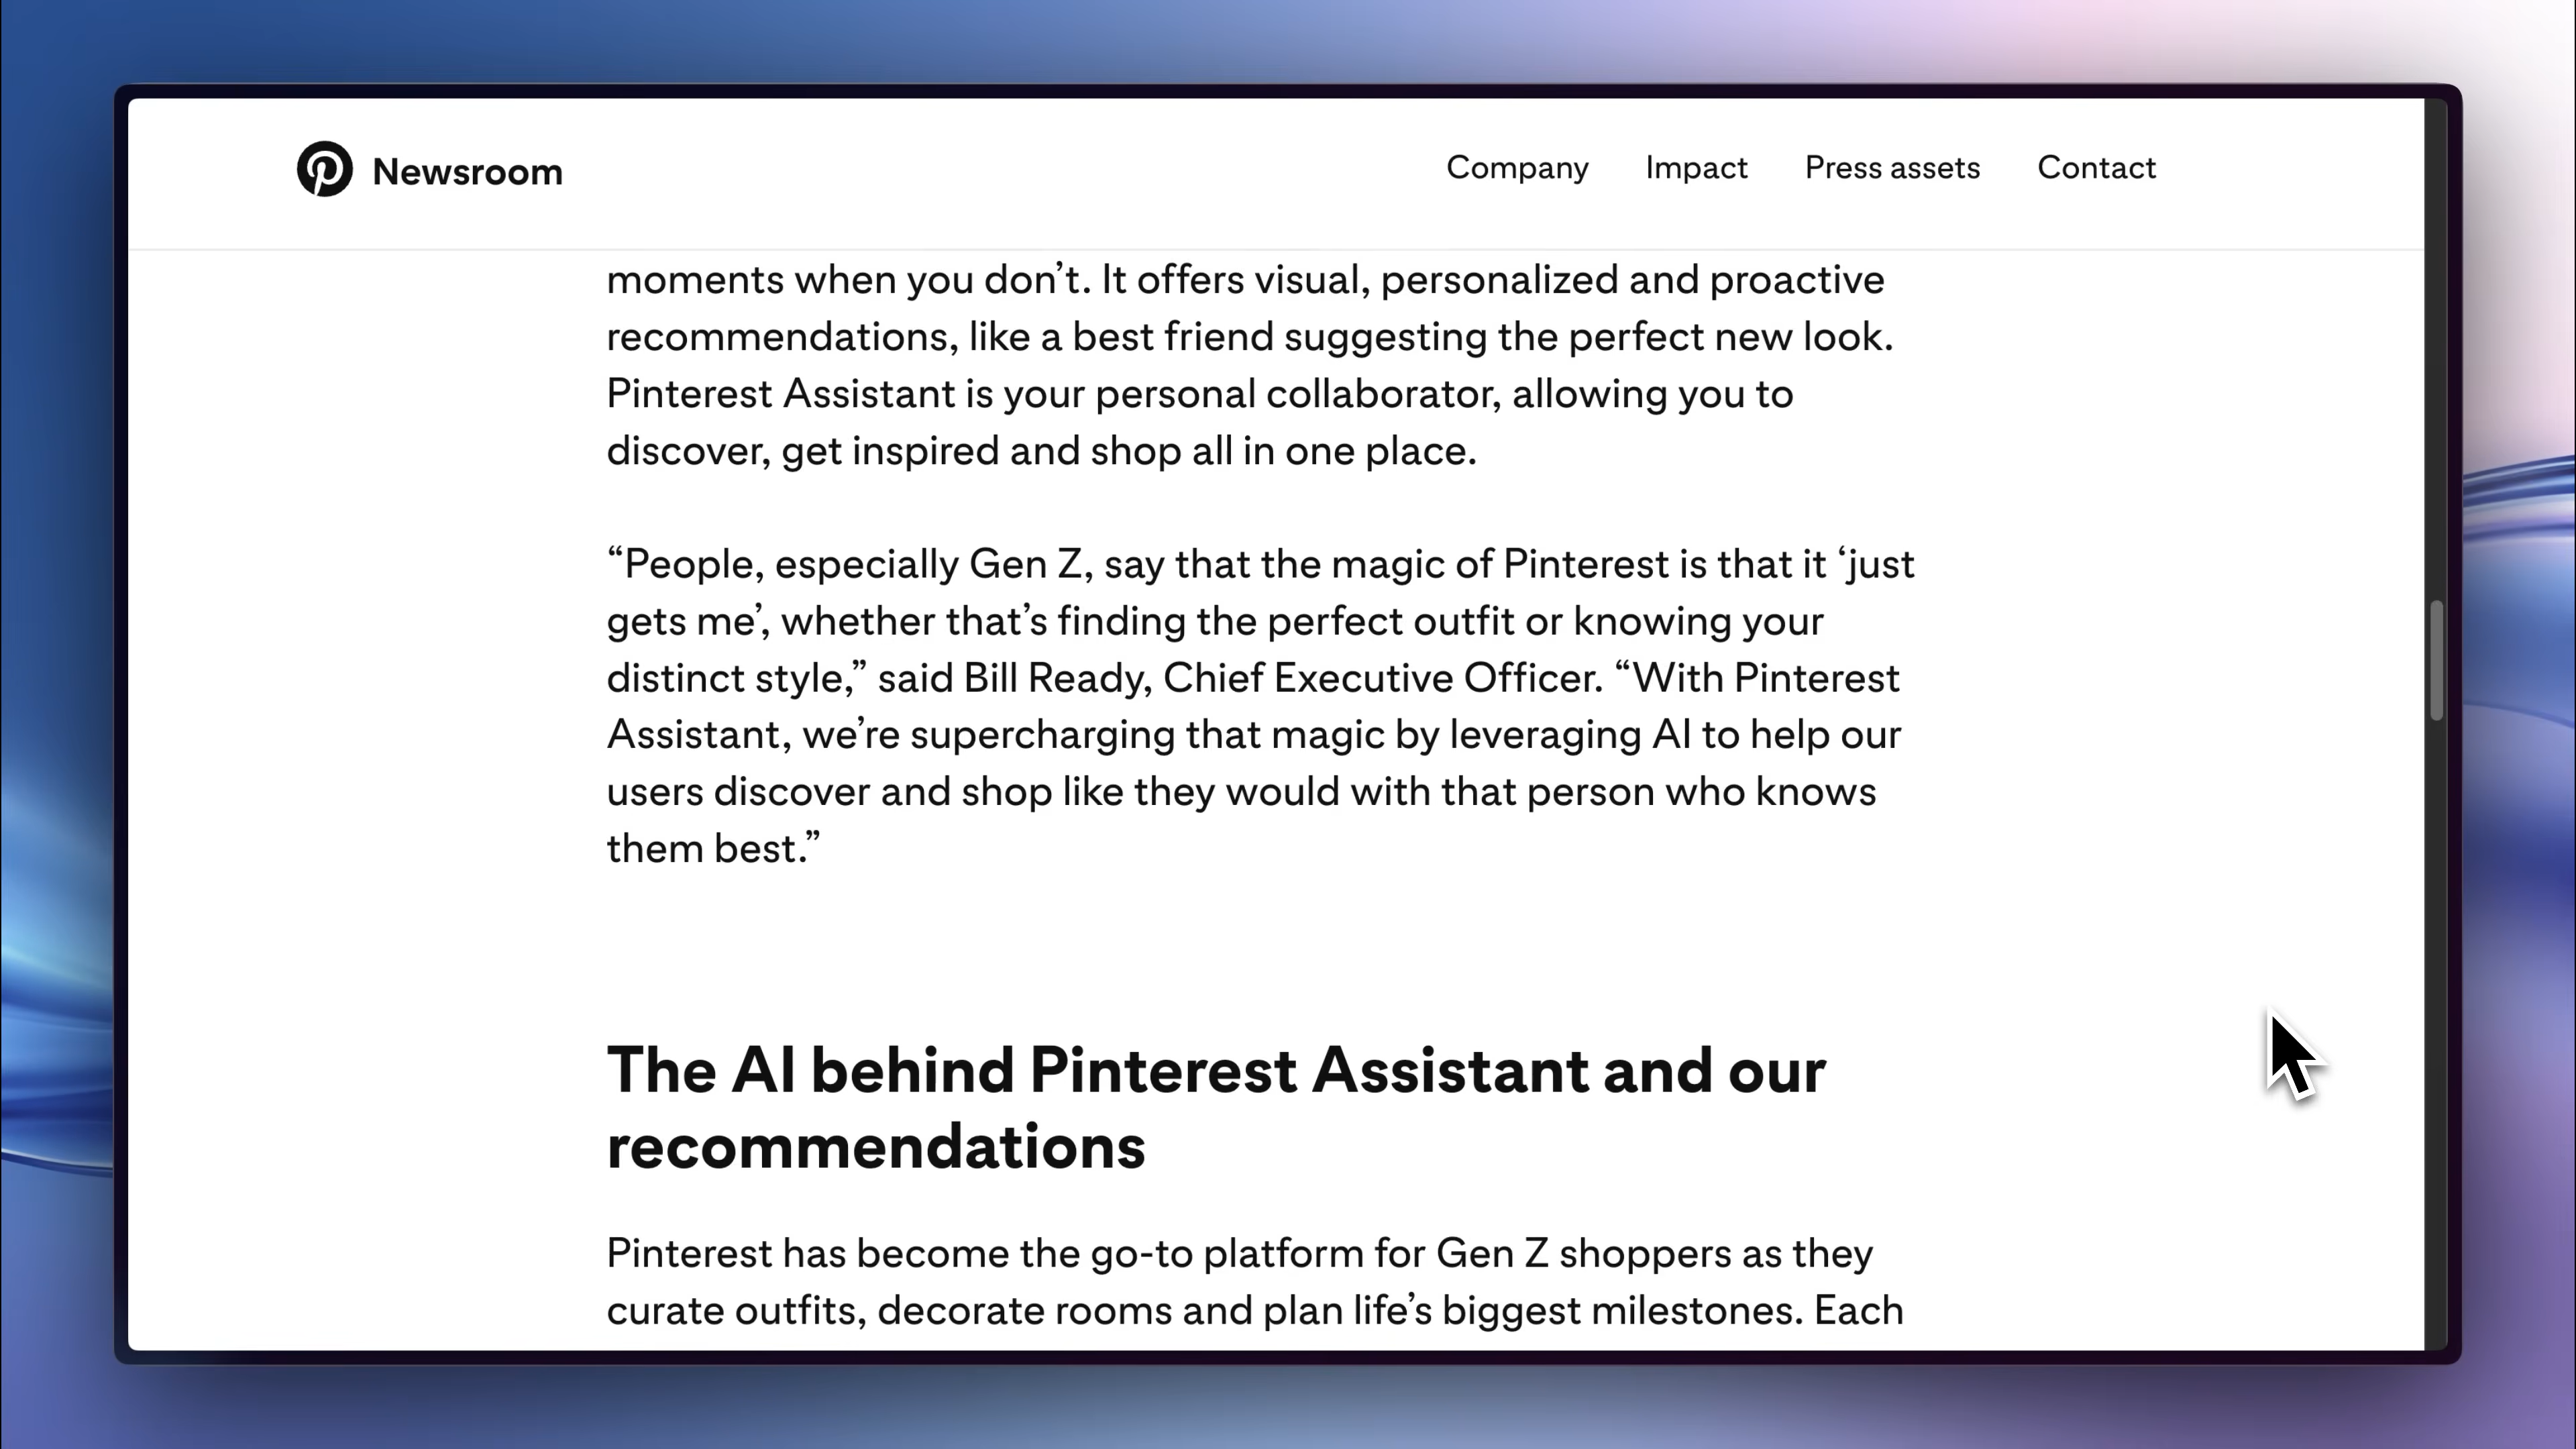 Newsroom
Company Impact Press assets Contact
moments when you don’t. It offers visual, personalized and proactive
recommendations, like a best friend suggesting the perfect new look.
Pinterest Assistant is your personal collaborator, allowing you to
discover, get inspired and shop all in one place.
“People, especially Gen Z, say that the magic of Pinterest is that it ‘just
gets me’, whether that’s finding the perfect outfit or knowing your
distinct style,” said Bill Ready, Chief Executive Officer. “With Pinterest
Assistant, we’re supercharging that magic by leveraging AI to help our
users discover and shop like they would with that person who knows
them best.”
The AI behind Pinterest Assistant and our
recommendations
Pinterest has become the go-to platform for Gen Z shoppers as they
curate outfits, decorate rooms and plan life’s biggest milestones. Each